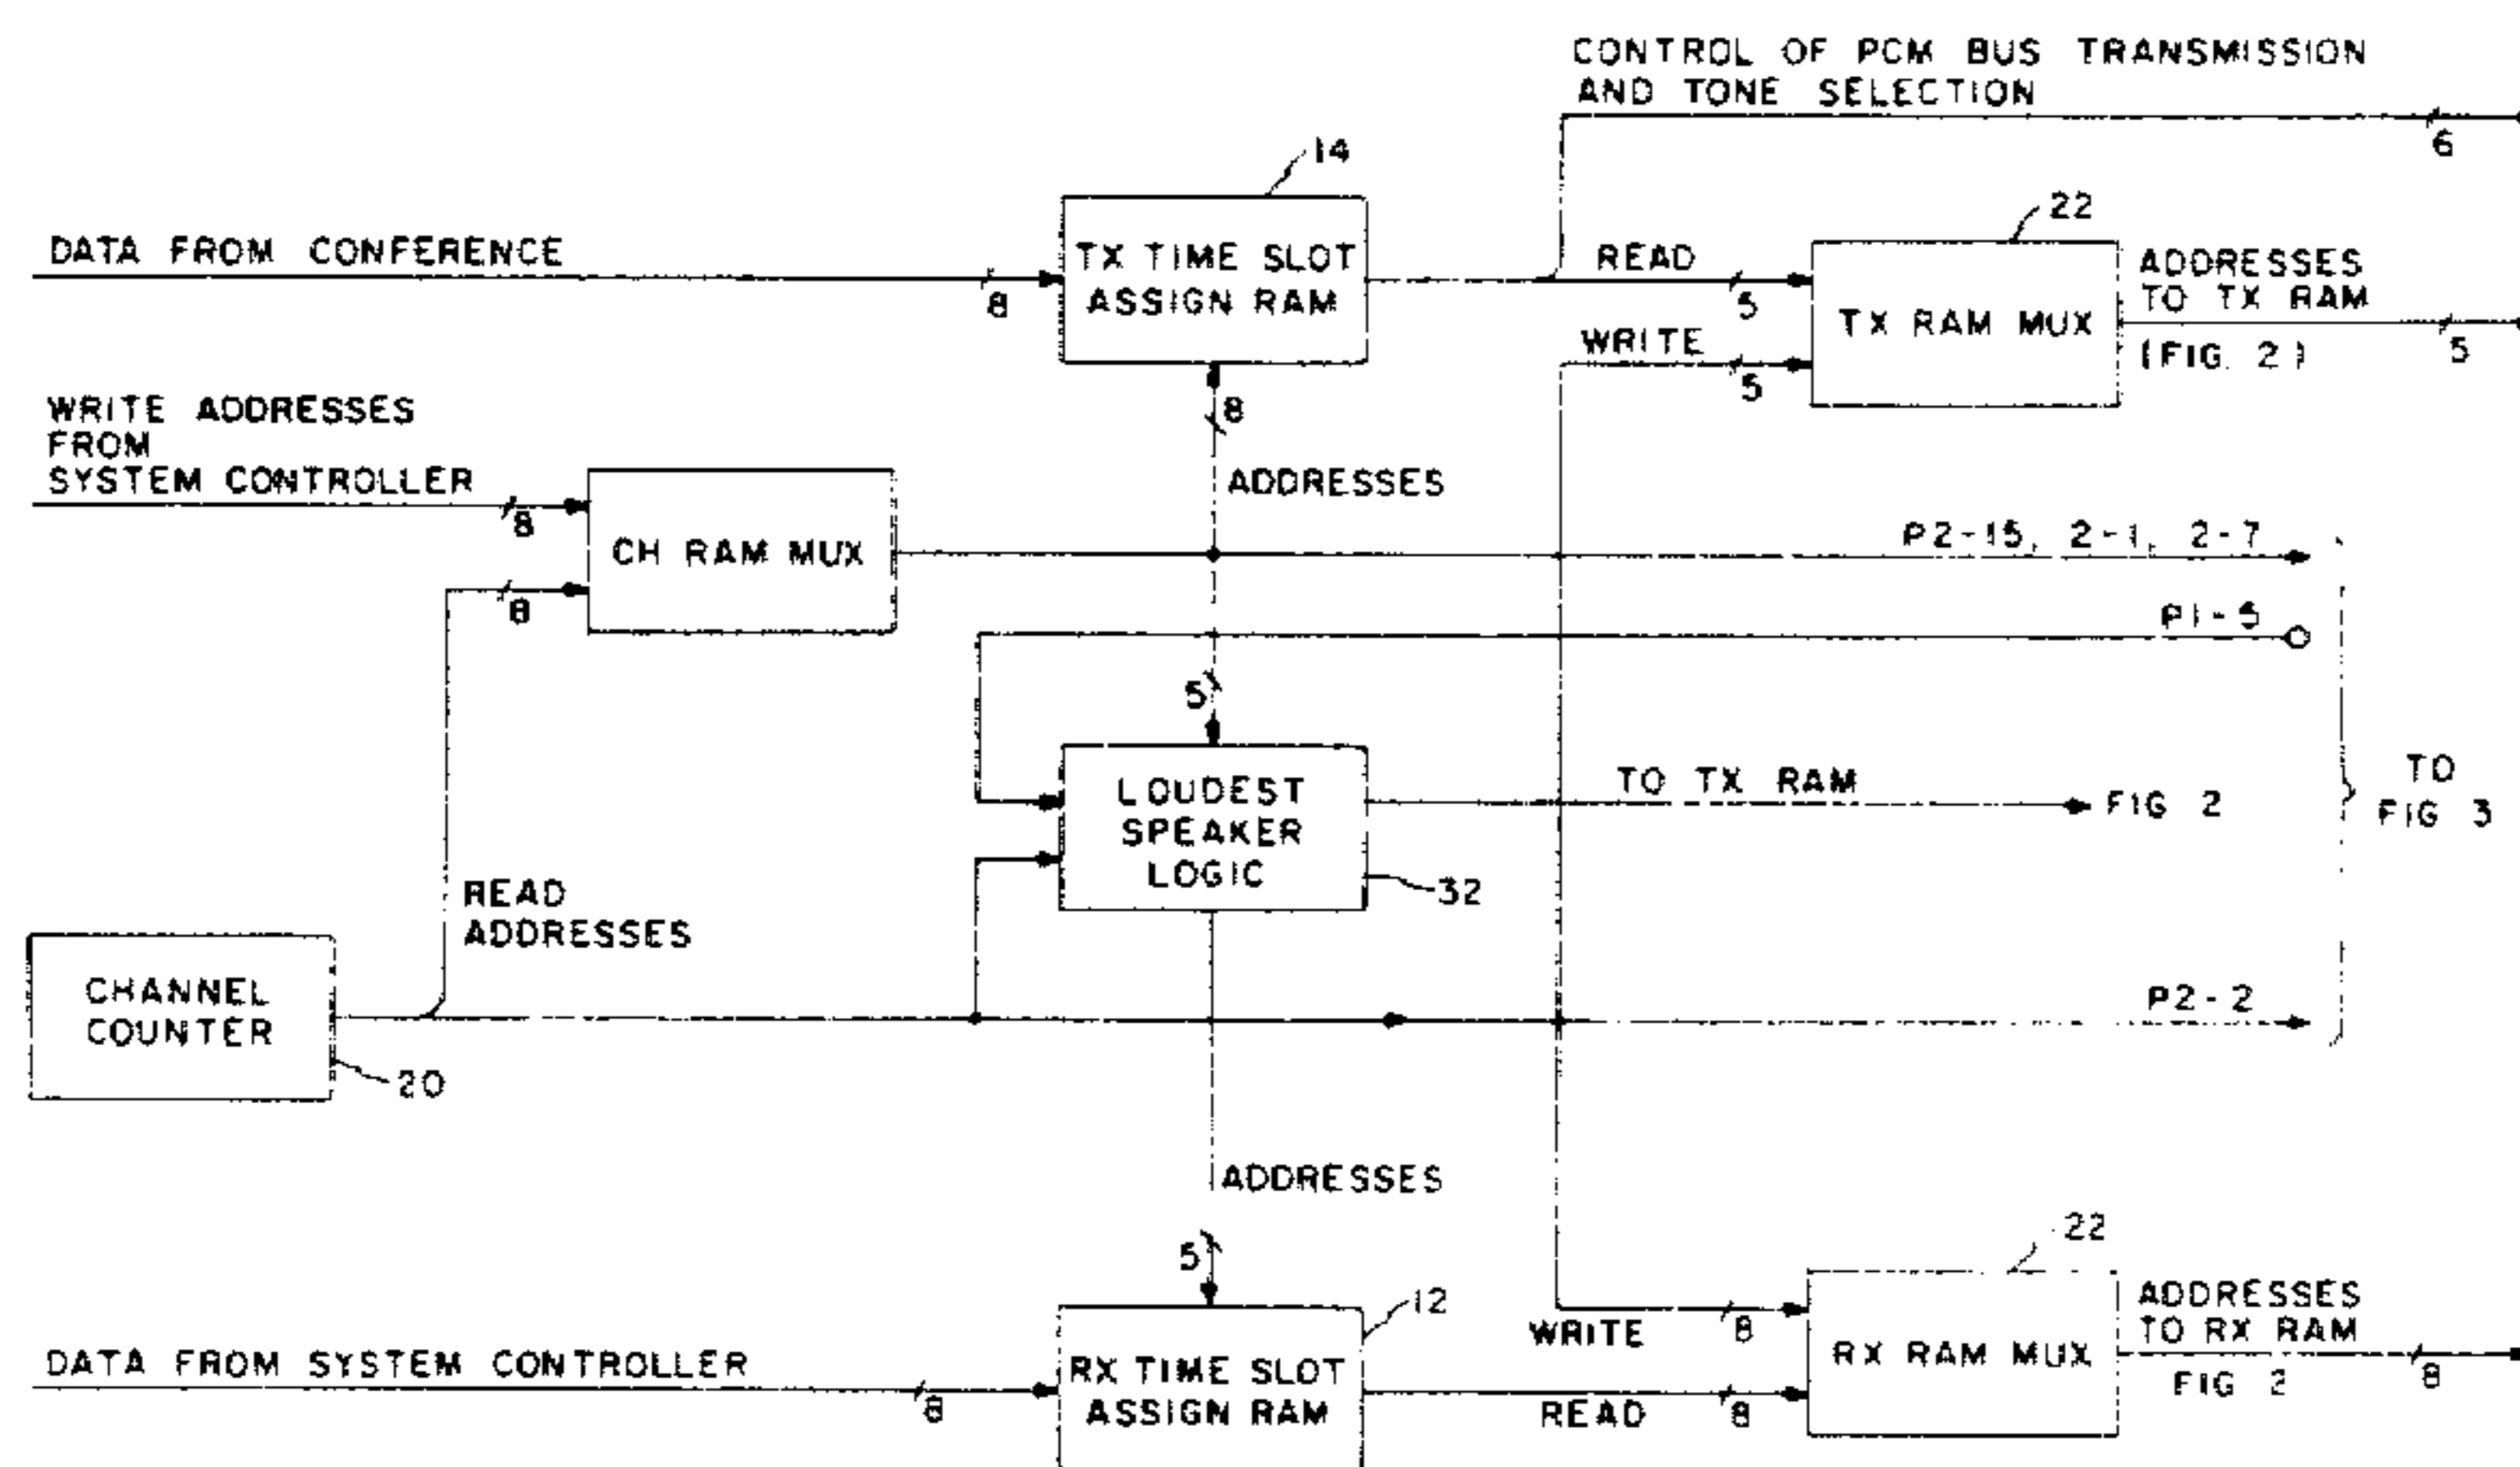 CONTROL OF PCM BUS TRANSMISSION
AND TONE SELECTION
6
14
22
DATA FROM CONFERENCE
8
TX TIME SLOT
ASSIGN RAM
READ
5
WRITE
5
TX RAM MUX
ADDRESSES
TO TX RAM
(FIG. 2)
5
WRITE ADDRESSES
FROM
SYSTEM CONTROLLER
8
8
CH RAM MUX
8
ADDRESSES
P2-15, 2-1, 2-7
P1-5
5
LOUDEST
SPEAKER
LOGIC
32
TO TX RAM
FIG 2
TO
FIG 3
READ
ADDRESSES
CHANNEL
COUNTER
20
P2-2
ADDRESSES
5
12
22
DATA FROM SYSTEM CONTROLLER
8
RX TIME SLOT
ASSIGN RAM
WRITE
8
READ
8
RX RAM MUX
ADDRESSES
TO RX RAM
FIG 2
8